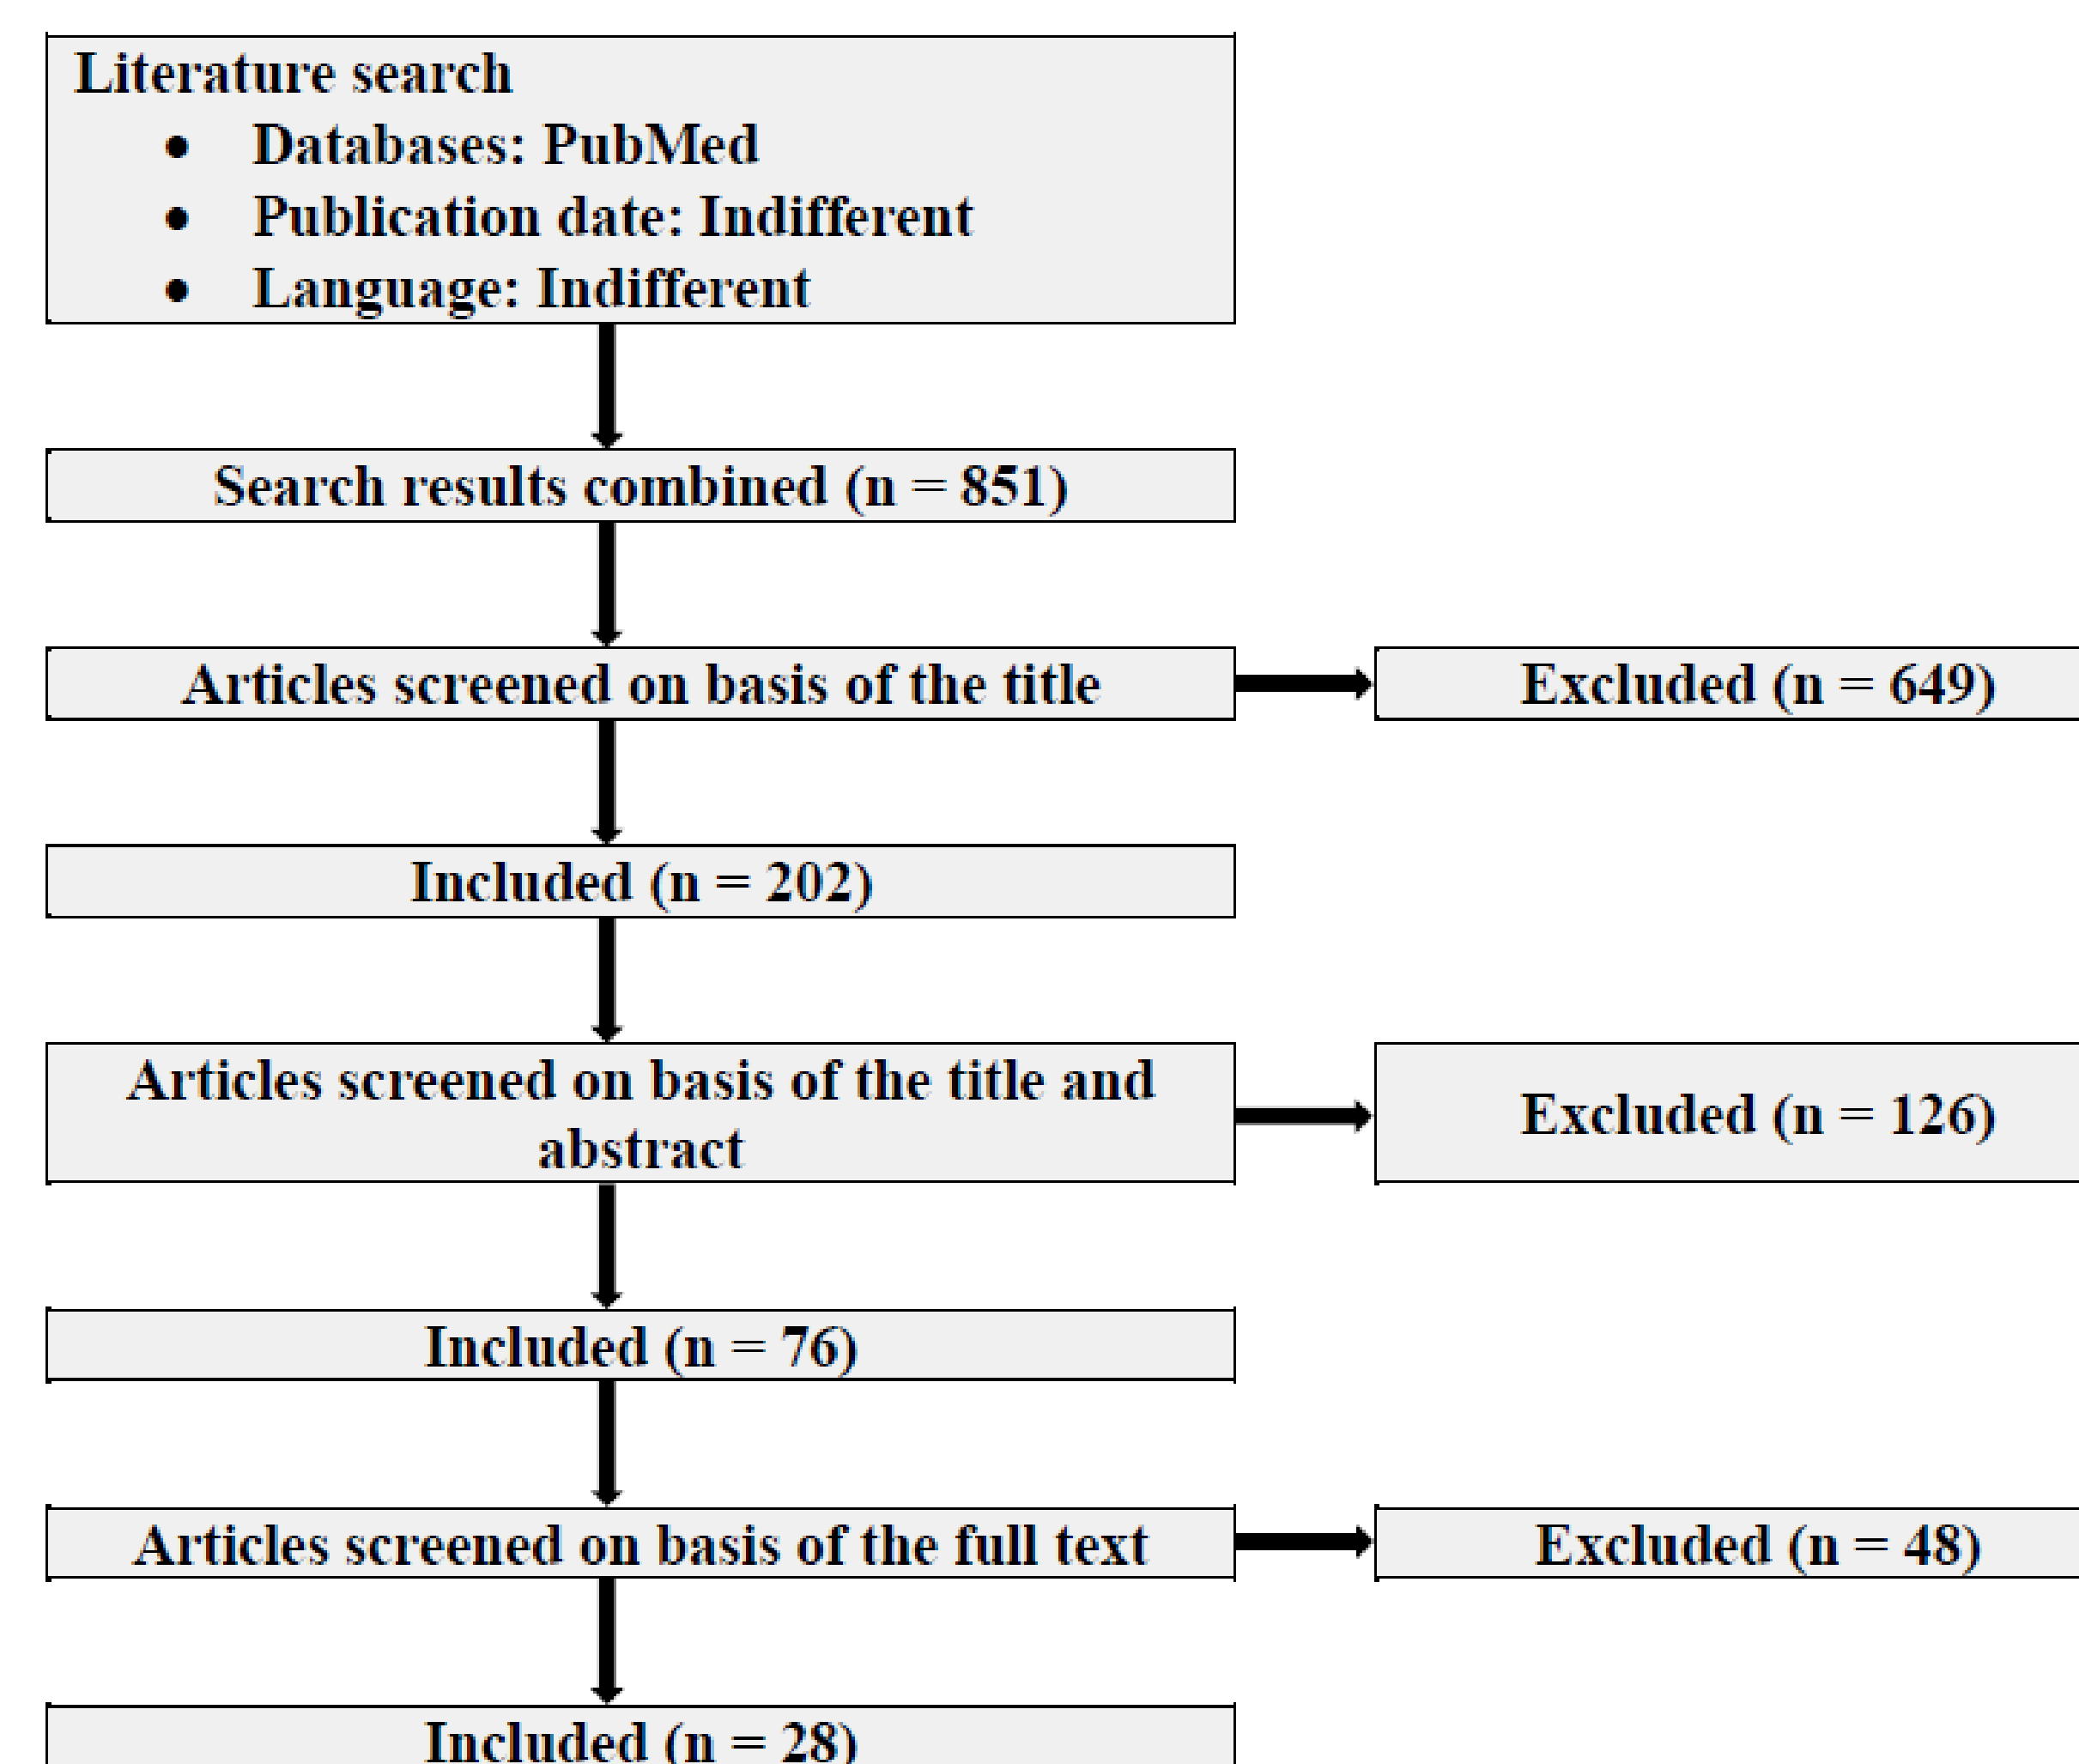 Literature search
• Databases: PubMed
• Publication date: Indifferent
• Language: Indifferent
Search results combined (n = 851)
Articles screened on basis of the title
Excluded (n = 649)
Included (n = 202)
Articles screened on basis of the title and
abstract
Excluded (n = 126)
Included (n = 76)
Articles screened on basis of the full text
Excluded (n = 48)
Included (n = 28)